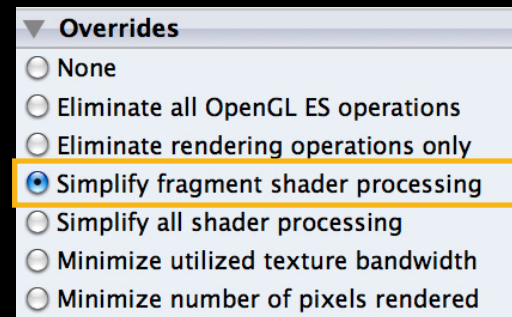 Overrides
None
Eliminate all OpenGL ES operations
Eliminate rendering operations only
Simplify fragment shader processing
Simplify all shader processing
Minimize utilized texture bandwidth
Minimize number of pixels rendered